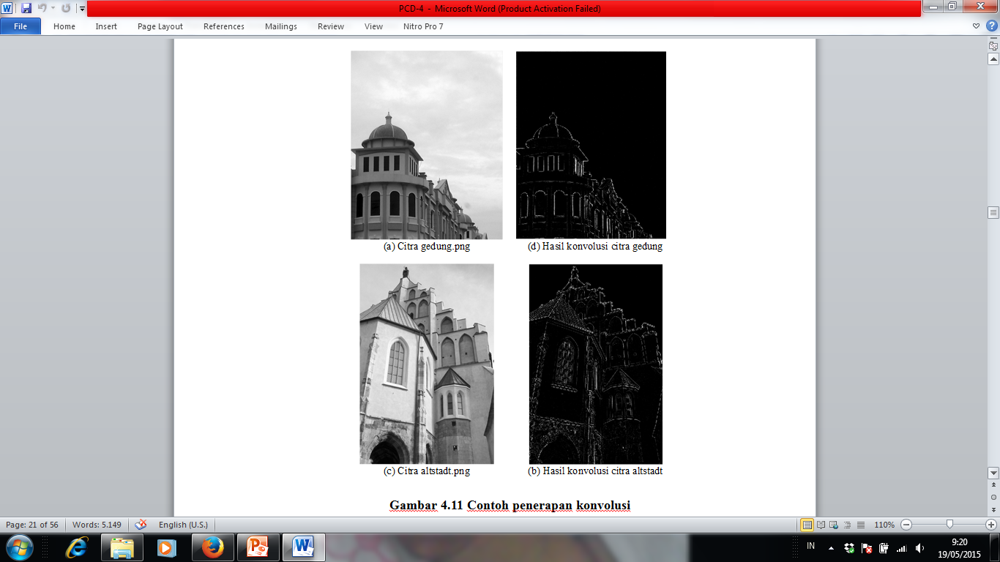 PCD-4 - Microsoft Word (Product Activation Failed)
File Home Insert Page Layout References Mailings Review View Nitro Pro 7
(a) Citra gedung.png (d) Hasil konvolusi citra gedung
(c) Citra altstadt.png (b) Hasil konvolusi citra altstadt
Gambar 4.11 Contoh penerapan konvolusi
Page: 21 of 56 Words: 5.149 English (U.S.) 110%
IN 9:20
19/05/2015